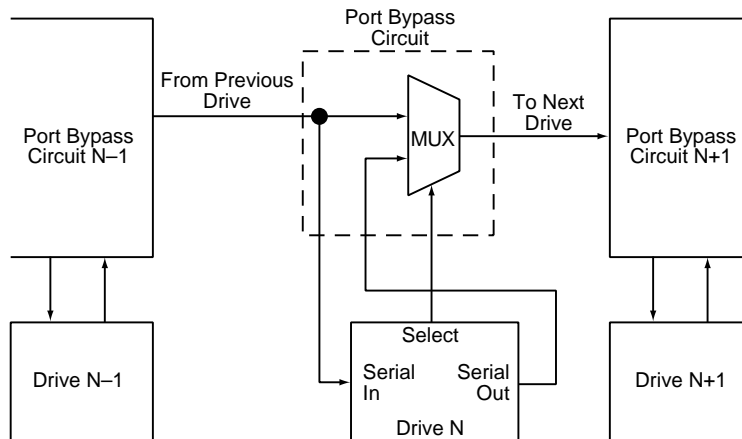 Port Bypass
Circuit
From Previous
Drive
To Next
Drive
Port Bypass
Circuit N–1
MUX
Port Bypass
Circuit N+1
Select
Drive N–1
Serial
In
Serial
Out
Drive N
Drive N+1